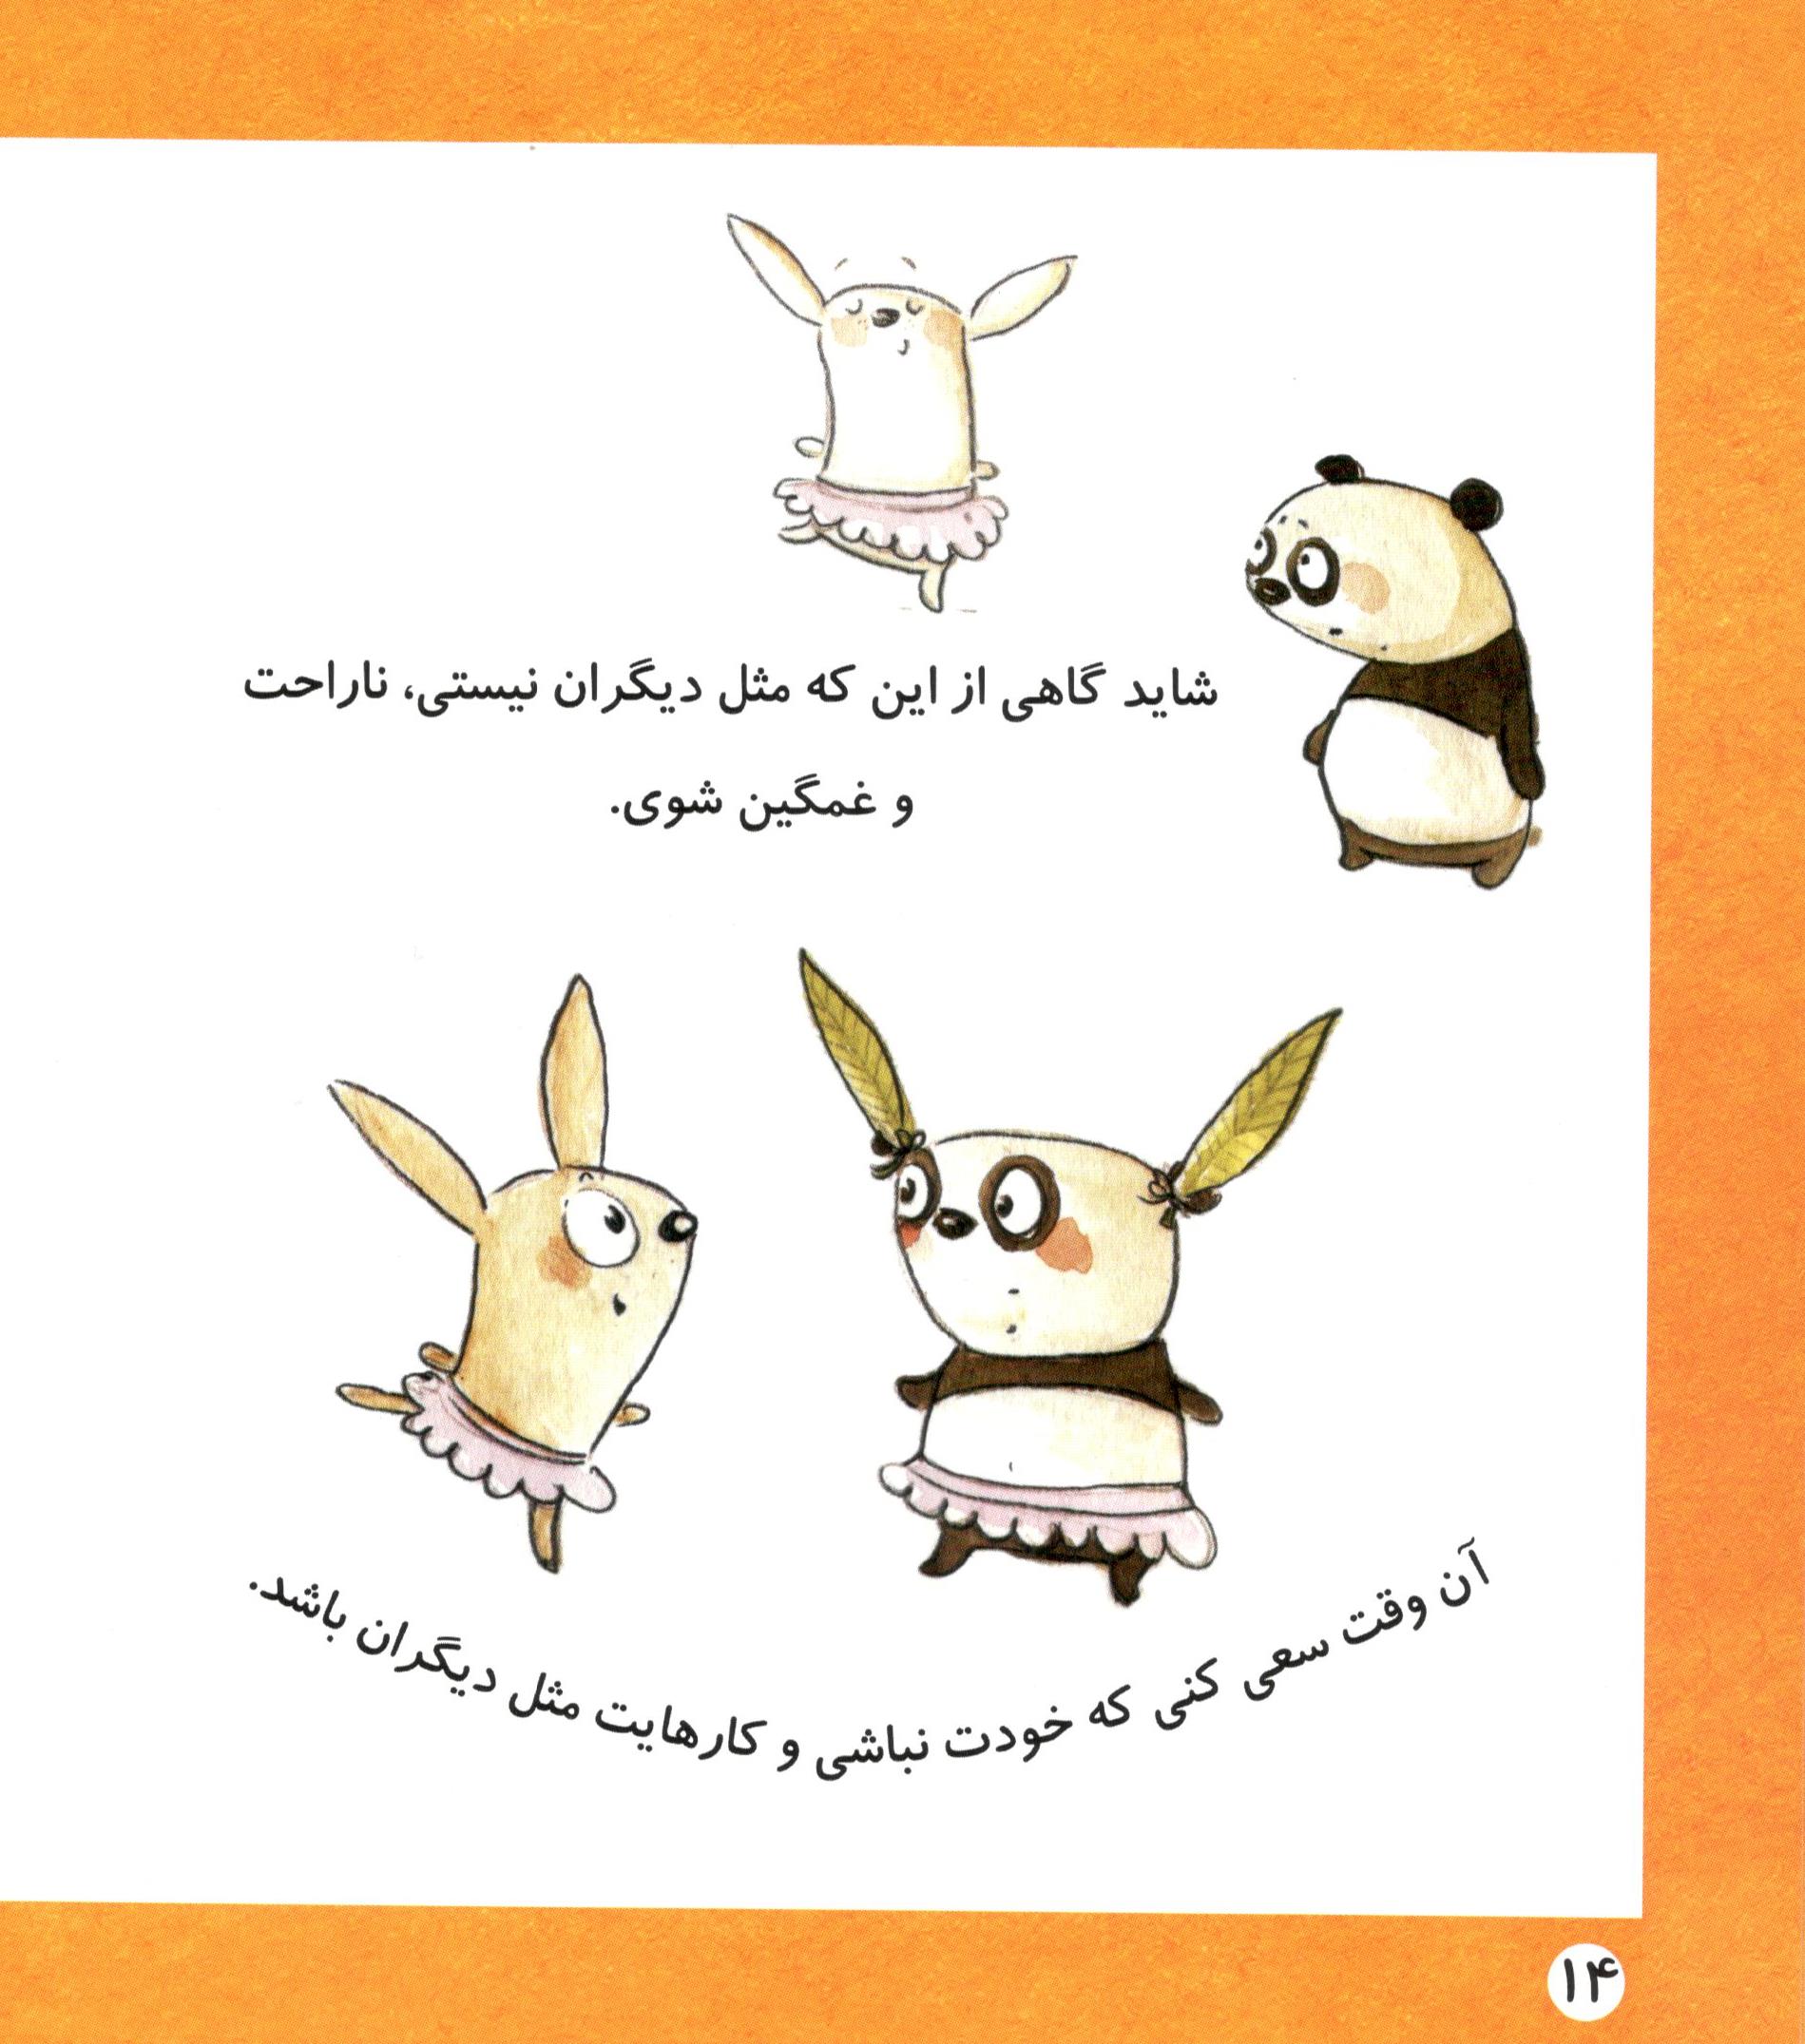 شاید گاهی از این که مثل دیگران نیستی، ناراحت
و غمگین شوی.
آن وقت سعی کنی که خودت نباشی و کارهایت مثل دیگران باشد.
۱۴